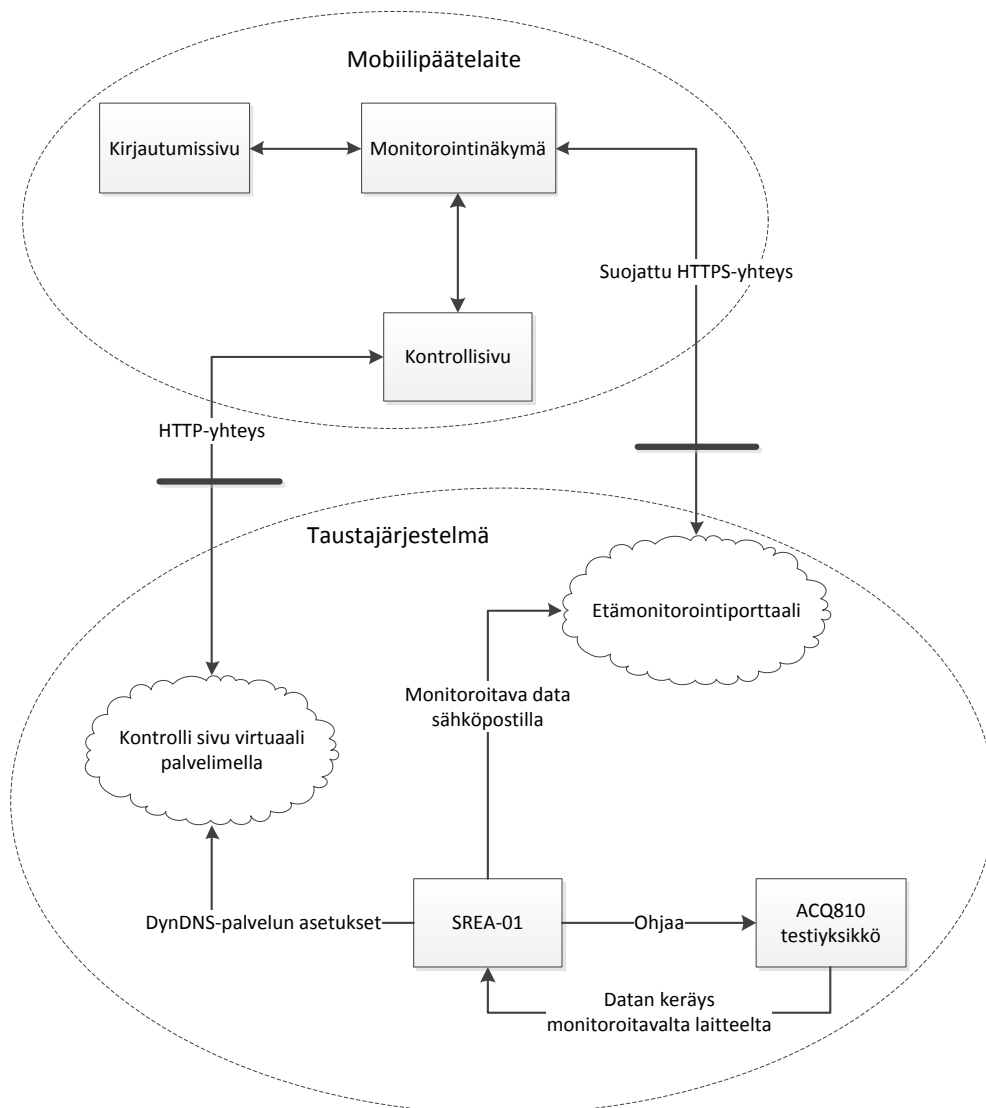 Mobiilipäätelaite
Kirjautumissivu
Monitorointinäkymä
Suojattu HTTPS-yhteys
Kontrollisivu
HTTP-yhteys
Taustajärjestelmä
Etämonitorointiporttaali
Monitoroitava data
sähköpostilla
Kontrolli sivu virtuaali
palvelimella
DynDNS-palvelun asetukset
SREA-01
Ohjaa
ACQ810
testiyksikkö
Datan keräys
monitoroitavalta laitteelta